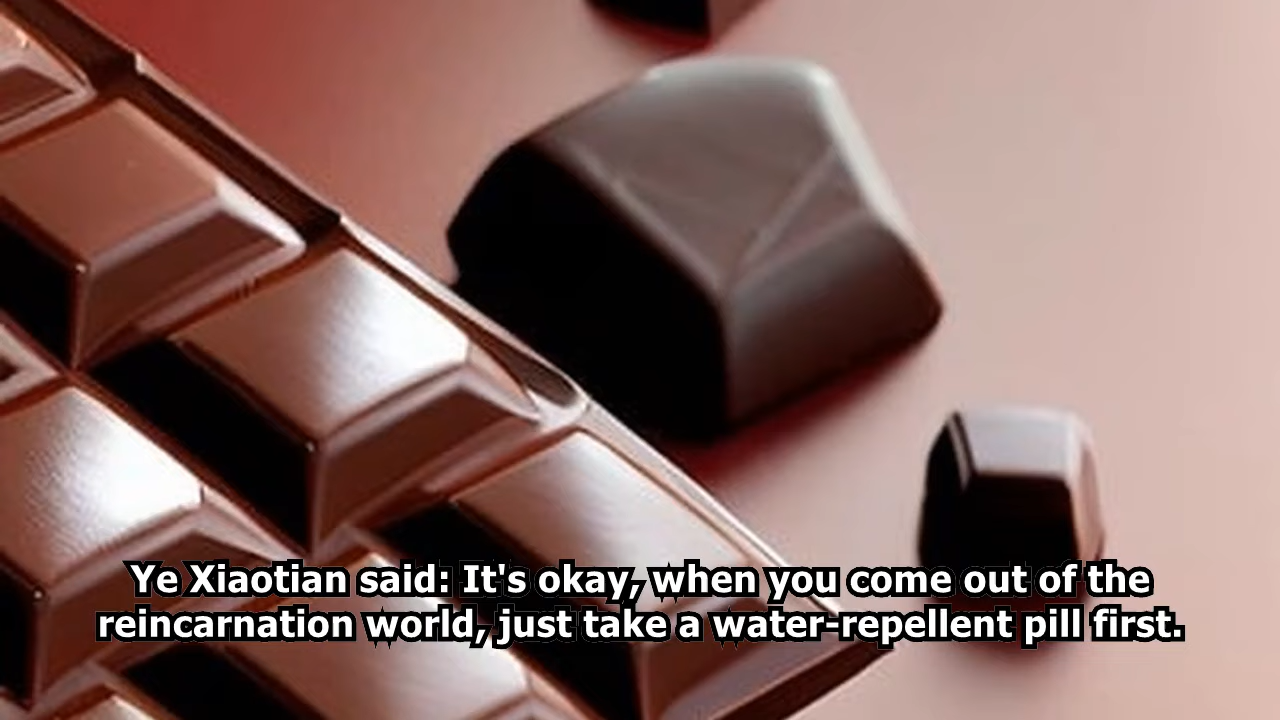 Ye Xiaotian said: It's okay, when you come out of the
reincarnation world, just take a water-repellent pill first.